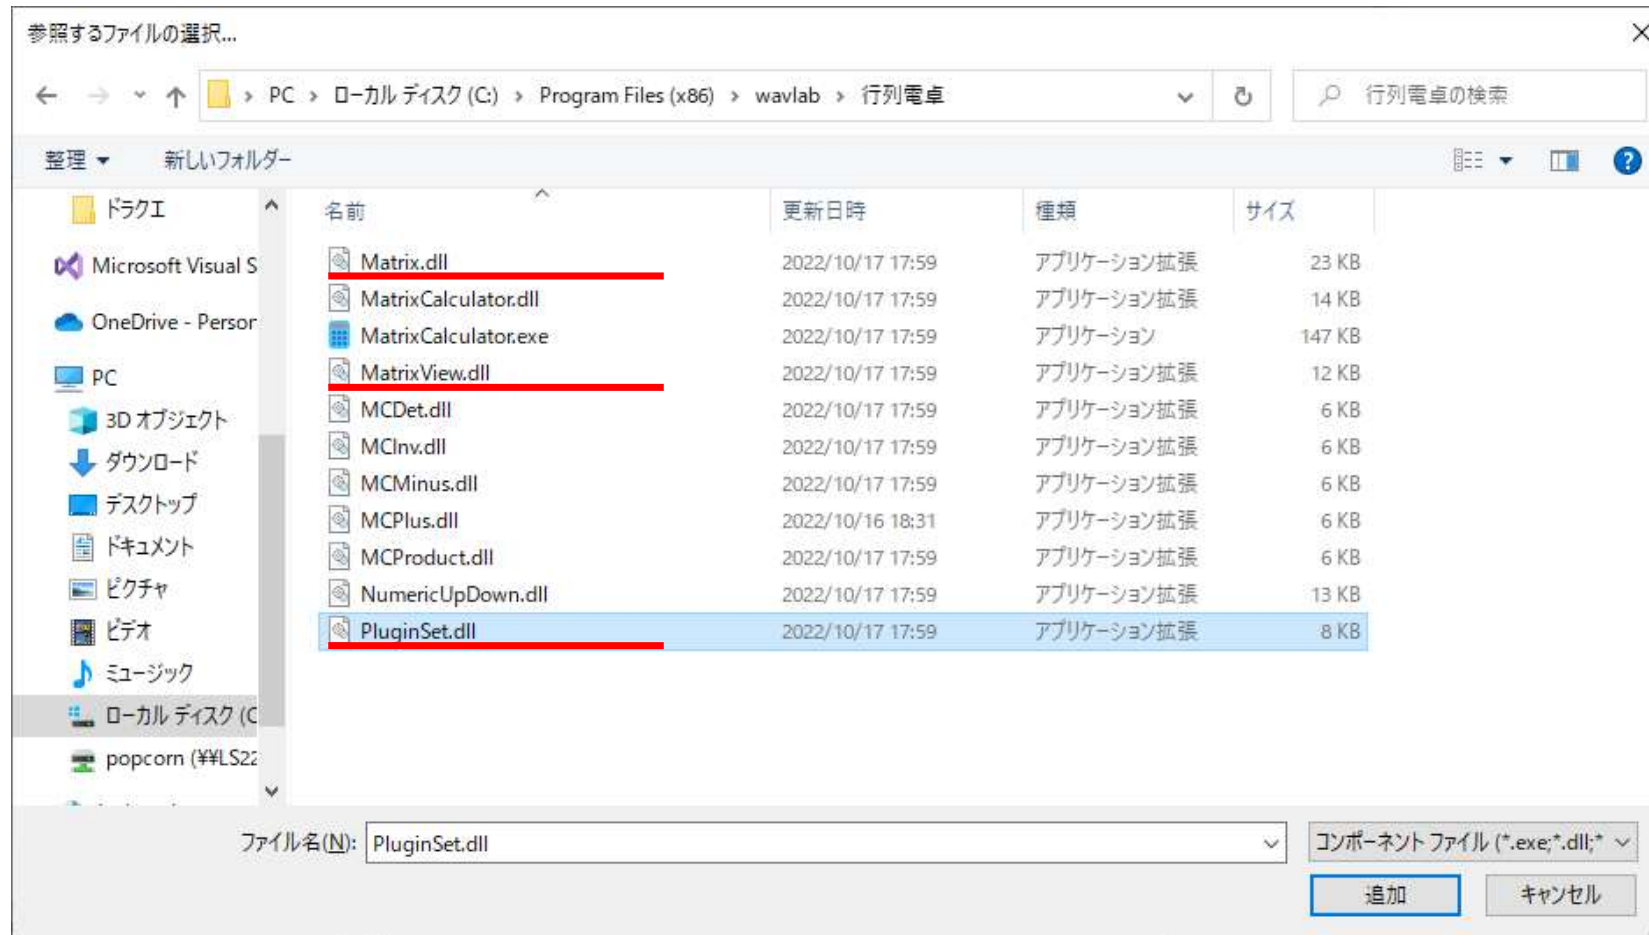 参照するファイルの選択...
PC › ローカル ディスク (C:) › Program Files (x86) › wavlab › 行列電卓
行列電卓の検索
整理 新しいフォルダー
名前 更新日時 種類 サイズ
ドラクエ
Microsoft Visual S
OneDrive - Person
PC
3D オブジェクト
ダウンロード
デスクトップ
ドキュメント
ピクチャ
ビデオ
ミュージック
ローカル ディスク (C
popcorn (¥¥LS22
Matrix.dll 2022/10/17 17:59 アプリケーション拡張 23 KB
MatrixCalculator.dll 2022/10/17 17:59 アプリケーション拡張 14 KB
MatrixCalculator.exe 2022/10/17 17:59 アプリケーション 147 KB
MatrixView.dll 2022/10/17 17:59 アプリケーション拡張 12 KB
MCDet.dll 2022/10/17 17:59 アプリケーション拡張 6 KB
MCInv.dll 2022/10/17 17:59 アプリケーション拡張 6 KB
MCMinus.dll 2022/10/17 17:59 アプリケーション拡張 6 KB
MCPlus.dll 2022/10/16 18:31 アプリケーション拡張 6 KB
MCProduct.dll 2022/10/17 17:59 アプリケーション拡張 6 KB
NumericUpDown.dll 2022/10/17 17:59 アプリケーション拡張 13 KB
PluginSet.dll 2022/10/17 17:59 アプリケーション拡張 8 KB
ファイル名(N): PluginSet.dll
コンポーネント ファイル (*.exe;*.dll;*
追加 キャンセル